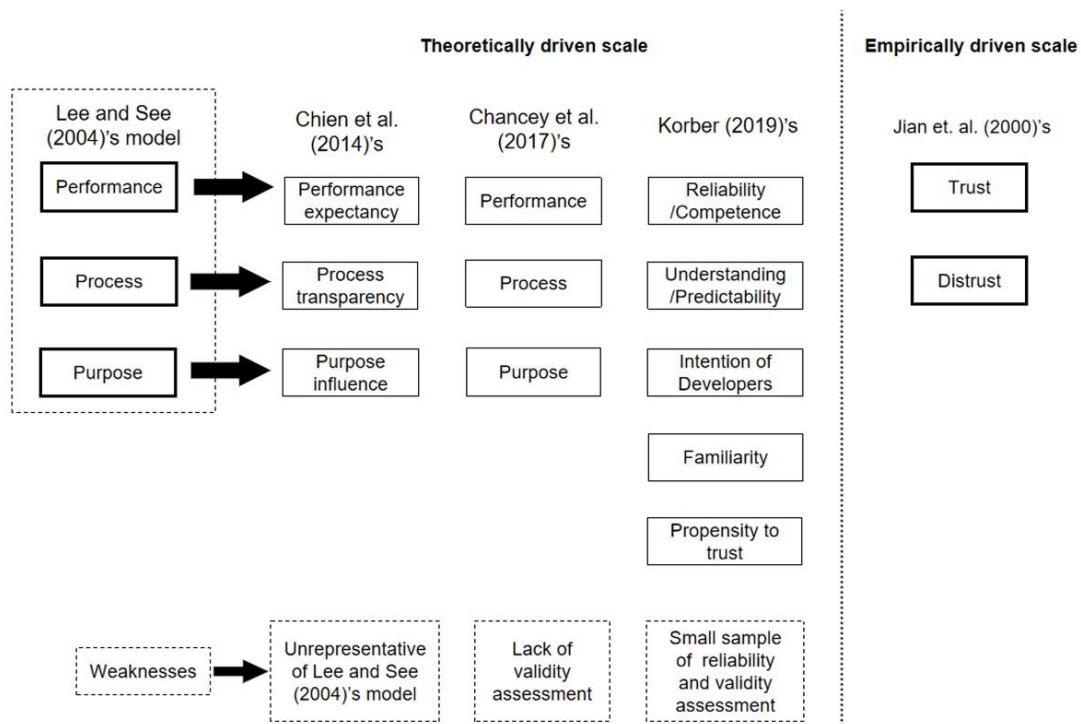 Theoretically driven scale
Empirically driven scale
Lee and See
(2004)'s model
Chien et al.
(2014)'s
Chancey et al.
(2017)'s
Korber (2019)'s
Jian et. al. (2000)'s
Performance
Performance
expectancy
Performance
Reliability
/Competence
Trust
Process
Process
transparency
Process
Understanding
/Predictability
Distrust
Purpose
Purpose
influence
Purpose
Intention of
Developers
Familiarity
Propensity to
trust
Weaknesses
Unrepresentative
of Lee and See
(2004)'s model
Lack of
validity
assessment
Small sample
of reliability
and validity
assessment